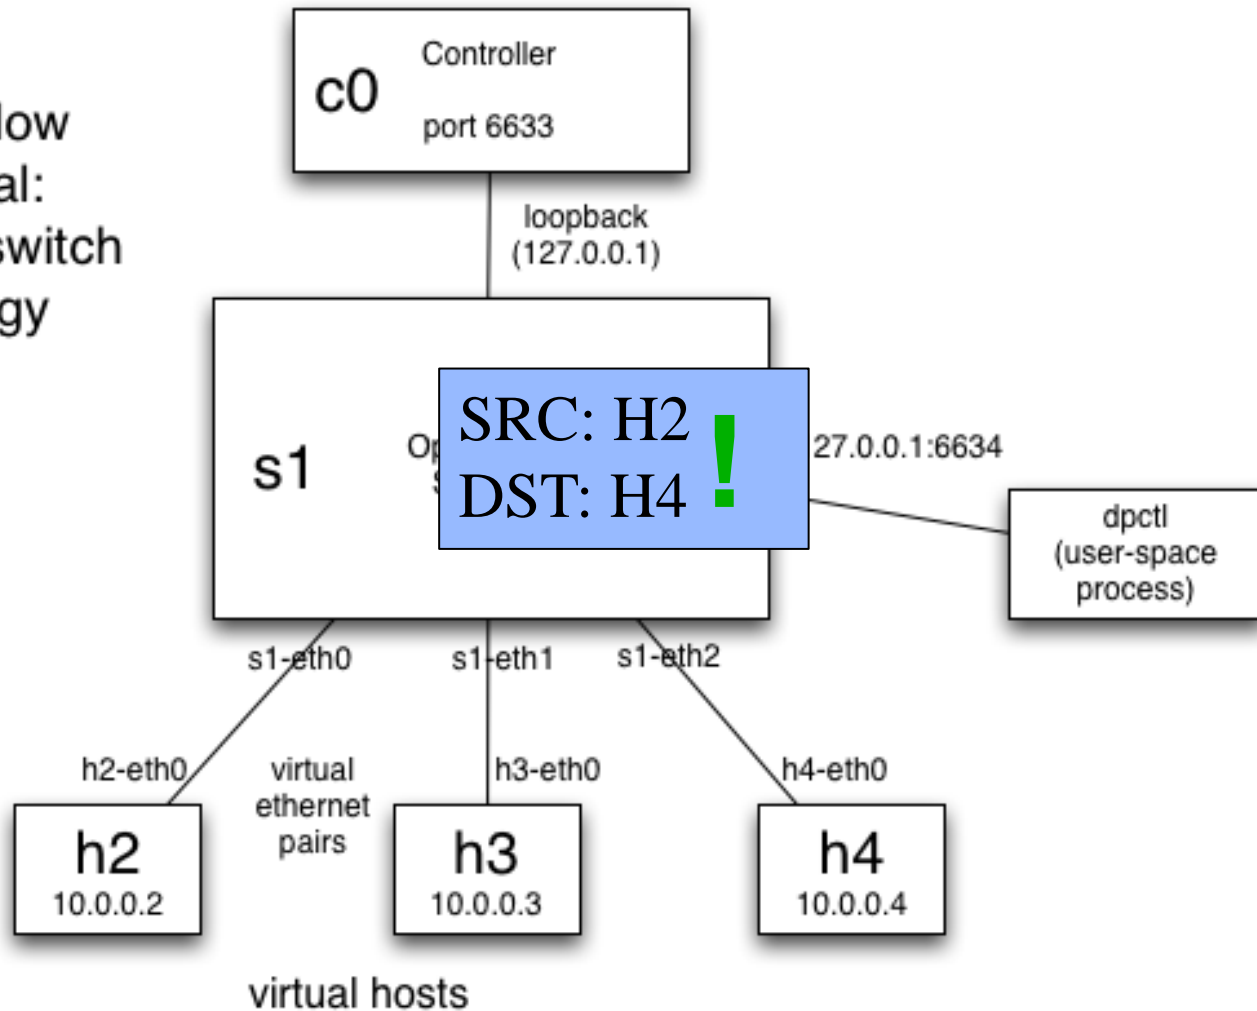 c0
Controller
port 6633
low
al:
switch
gy
loopback
(127.0.0.1)
s1
SRC: H2
DST: H4
!
27.0.0.1:6634
dpctl
(user-space
process)
s1-eth0
s1-eth1
s1-eth2
h2-eth0
virtual
ethernet
pairs
h3-eth0
h4-eth0
h2
10.0.0.2
h3
10.0.0.3
h4
10.0.0.4
virtual hosts